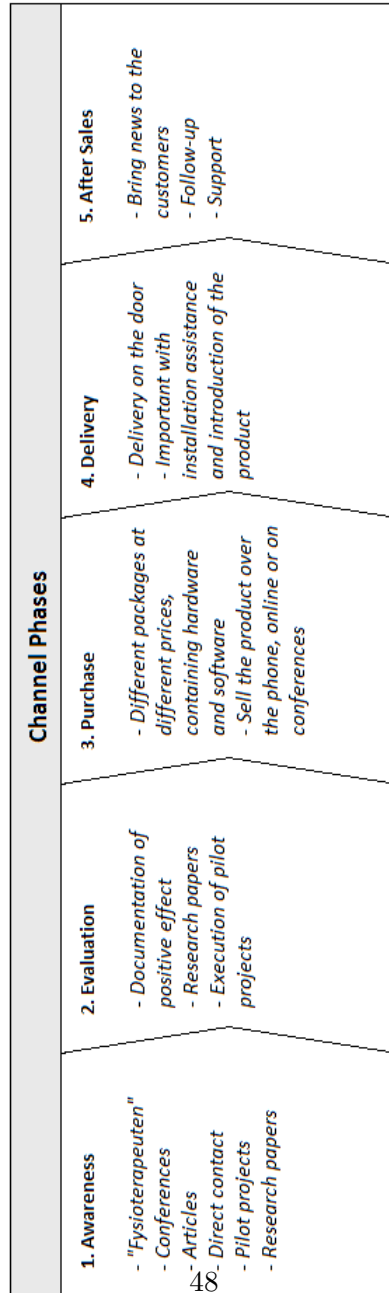 Channel Phases
1. Awareness
- "Fysioterapeuten"
- Conferences
- Articles
- Direct contact
- Pilot projects
- Research papers
2. Evaluation
- Documentation of
positive effect
- Research papers
- Execution of pilot
projects
3. Purchase
- Different packages at
different prices,
containing hardware
and software
- Sell the product over
the phone, online or on
conferences
4. Delivery
- Delivery on the door
- Important with
installation assistance
and introduction of the
product
5. After Sales
- Bring news to the
customers
- Follow-up
- Support
48